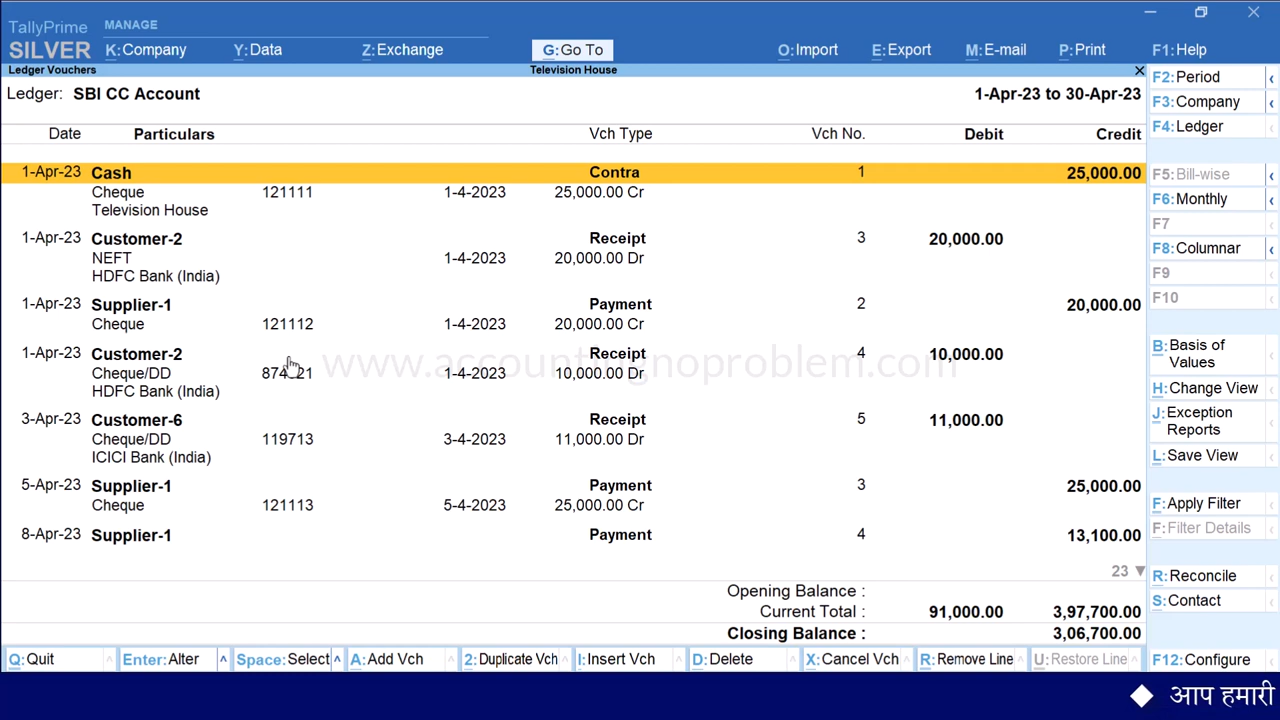 TallyPrime MANAGE
SILVER K:Company Y:Data Z:Exchange G:Go To O:Import E:Export M:E-mail P:Print F1:Help
Ledger Vouchers Television House
Ledger: SBI CC Account 1-Apr-23 to 30-Apr-23
Date Particulars Vch Type Vch No. Debit Credit
1-Apr-23 Cash Contra 1 25,000.00
Cheque 121111 1-4-2023 25,000.00 Cr
Television House
1-Apr-23 Customer-2 Receipt 3 20,000.00
NEFT 1-4-2023 20,000.00 Dr
HDFC Bank (India)
1-Apr-23 Supplier-1 Payment 2 20,000.00
Cheque 121112 1-4-2023 20,000.00 Cr
1-Apr-23 Customer-2 Receipt 4 10,000.00
www.accountingnoproblem.com
Cheque/DD 1-4-2023 10,000.00 Dr
HDFC Bank (India)
3-Apr-23 Customer-6 Receipt 5 11,000.00
Cheque/DD 119713 3-4-2023 11,000.00 Dr
ICICI Bank (India)
5-Apr-23 Supplier-1 Payment 3 25,000.00
Cheque 121113 5-4-2023 25,000.00 Cr
8-Apr-23 Supplier-1 Payment 4 13,100.00
23
Opening Balance :
Current Total : 91,000.00 3,97,700.00
Closing Balance : 3,06,700.00
Q:Quit Enter:Alter Space:Select A:Add Vch 2:Duplicate Vch I:Insert Vch D:Delete X:Cancel Vch R:Remove Line U:Restore Line
F2:Period
F3:Company
F4:Ledger
F5:Bill-wise
F6:Monthly
F7
F8:Columnar
F9
F10
B:Basis of
Values
H:Change View
J:Exception
Reports
L:Save View
F:Apply Filter
F:Filter Details
R:Reconcile
S:Contact
F12:Configure
आप हमारी